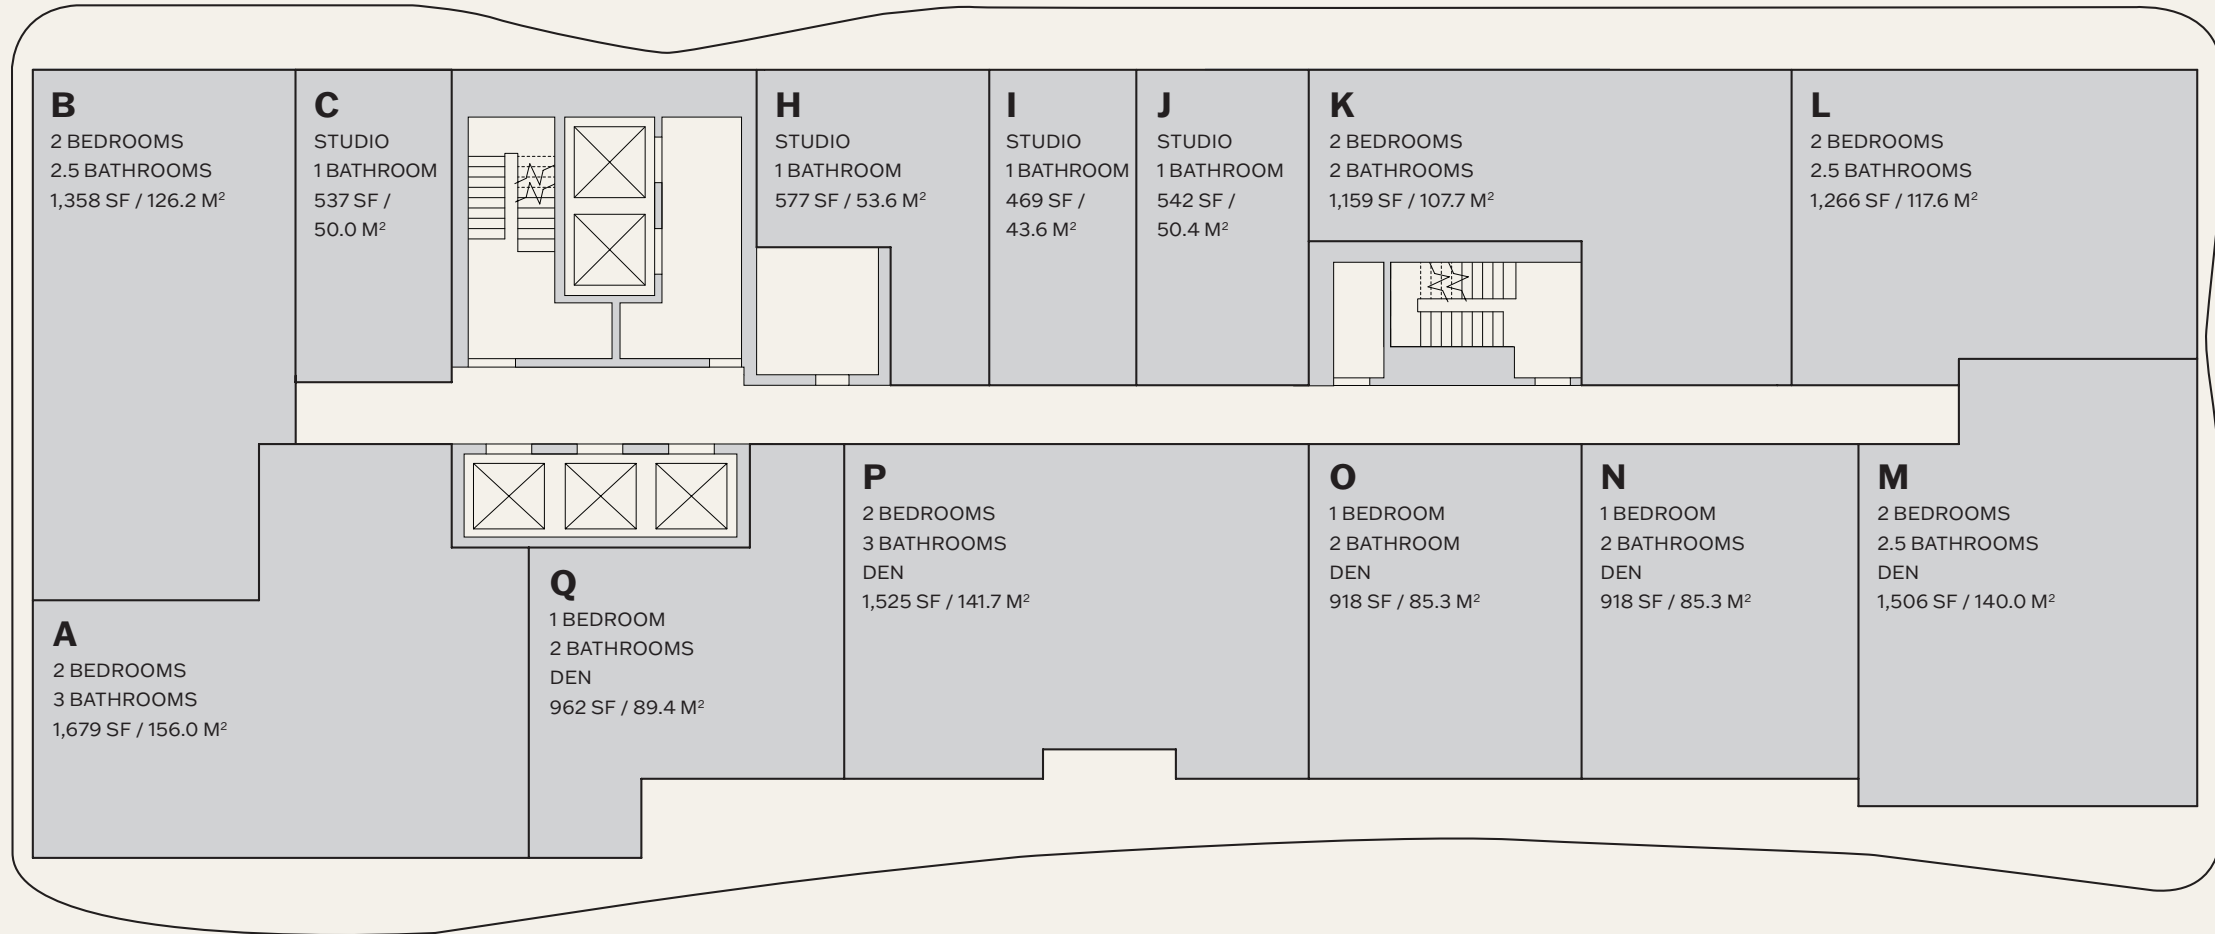 B
2 BEDROOMS
2.5 BATHROOMS
1,358 SF / 126.2 M²
C
STUDIO
1 BATHROOM
537 SF /
50.0 M²
H
STUDIO
1 BATHROOM
577 SF / 53.6 M²
I
STUDIO
1 BATHROOM
469 SF /
43.6 M²
J
STUDIO
1 BATHROOM
542 SF /
50.4 M²
K
2 BEDROOMS
2 BATHROOMS
1,159 SF / 107.7 M²
L
2 BEDROOMS
2.5 BATHROOMS
1,266 SF / 117.6 M²
A
2 BEDROOMS
3 BATHROOMS
1,679 SF / 156.0 M²
Q
1 BEDROOM
2 BATHROOMS
DEN
962 SF / 89.4 M²
P
2 BEDROOMS
3 BATHROOMS
DEN
1,525 SF / 141.7 M²
O
1 BEDROOM
2 BATHROOM
DEN
918 SF / 85.3 M²
N
1 BEDROOM
2 BATHROOMS
DEN
918 SF / 85.3 M²
M
2 BEDROOMS
2.5 BATHROOMS
DEN
1,506 SF / 140.0 M²